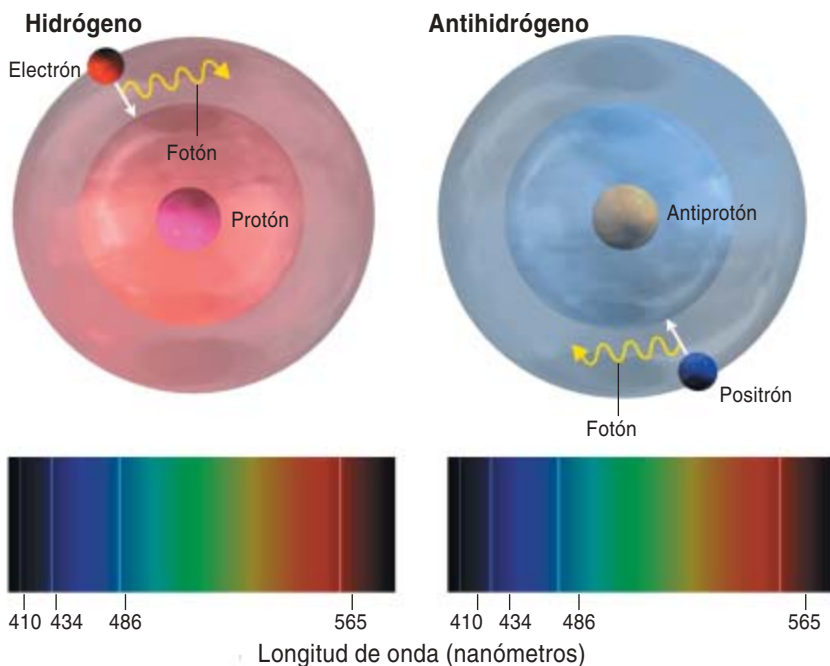 Hidrógeno
Electrón
Fotón
Protón
Antihidrógeno
Antiprotón
Positrón
Fotón
410 434 486 565
410 434 486 565
Longitud de onda (nanómetros)